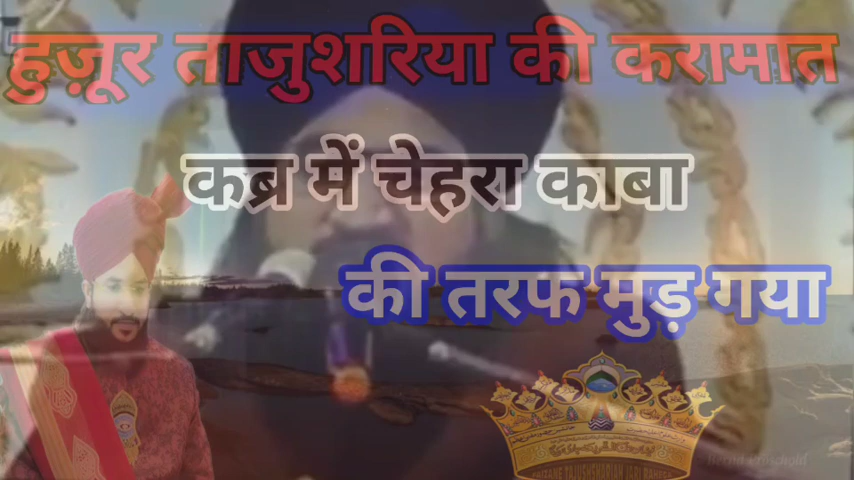 हुज़ूर ताजुशरिया की करामात
कब्र में चेहरा काबा
की तरफ मुड़ गया